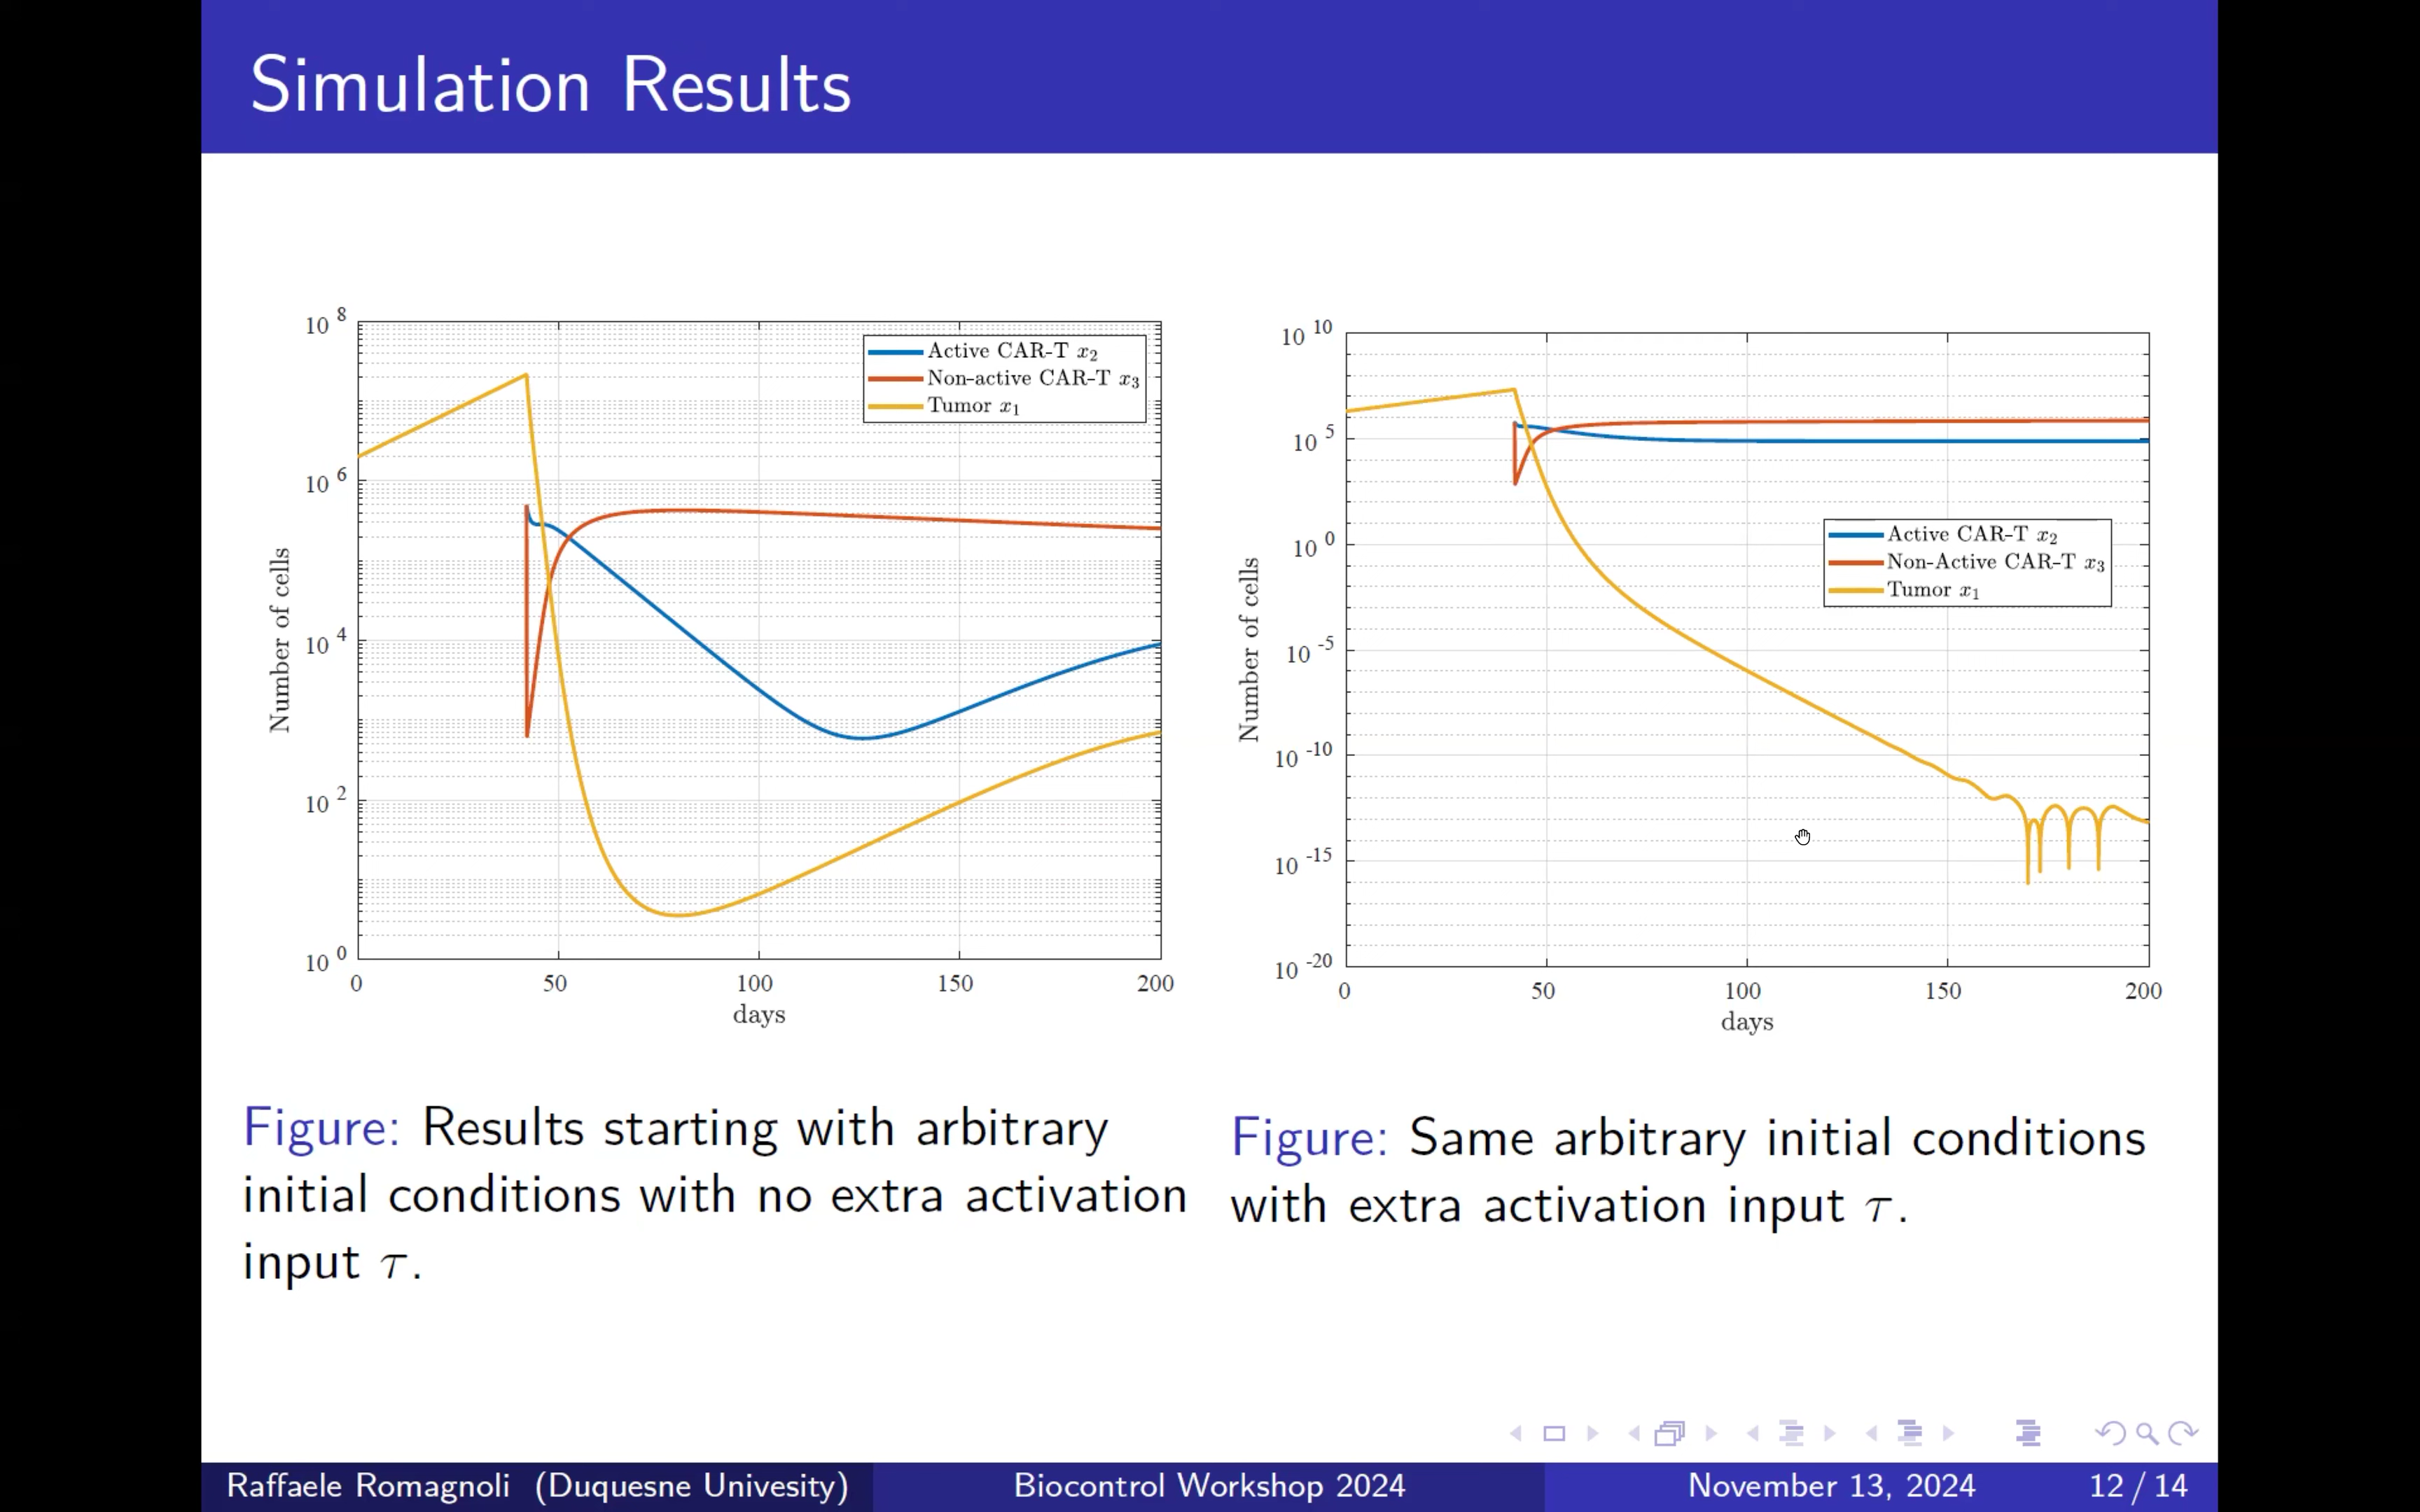 Simulation Results
10 8
10 6
10 4
10 2
10 0
Number of cells
0 50 100 150 200
days
Active CAR-T x₂
Non-active CAR-T x₃
Tumor x₁
10 10
10 5
10 0
10 -5
10 -10
10 -15
10 -20
Number of cells
0 50 100 150 200
days
Active CAR-T x₂
Non-Active CAR-T x₃
Tumor x₁
Figure: Results starting with arbitrary
initial conditions with no extra activation
input τ.
Figure: Same arbitrary initial conditions
with extra activation input τ.
Raffaele Romagnoli (Duquesne Univesity) Biocontrol Workshop 2024 November 13, 2024 12 / 14